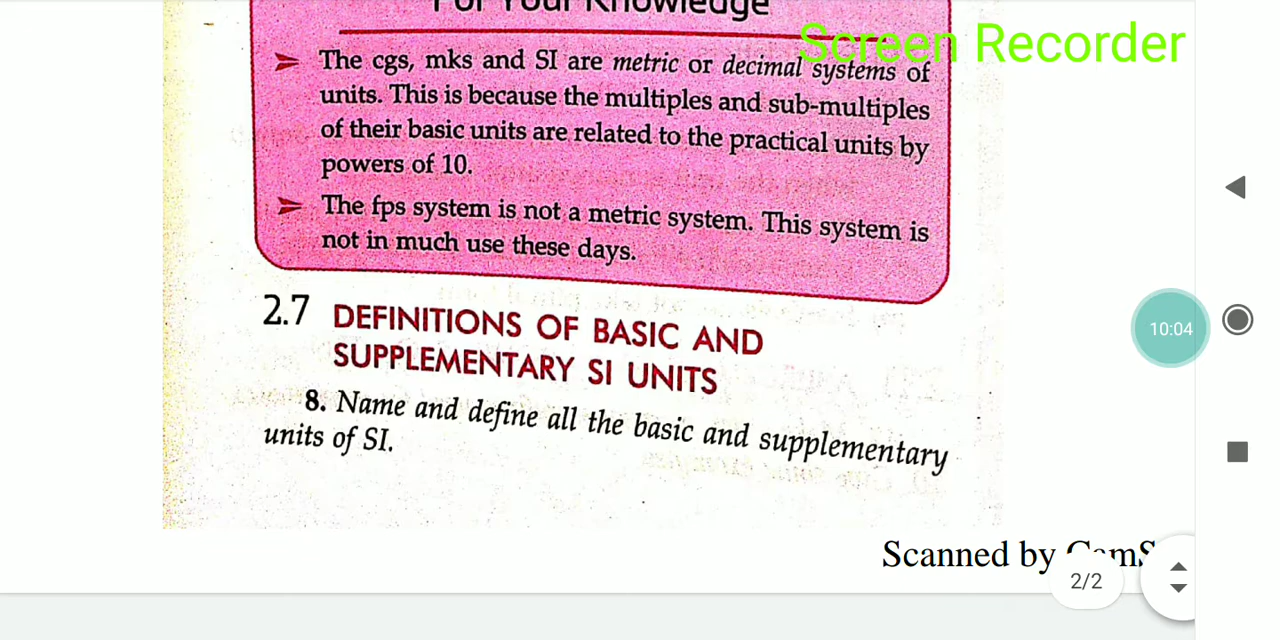 For Your Knowledge
Screen Recorder
➢ The cgs, mks and SI are metric or decimal systems of
units. This is because the multiples and sub-multiples
of their basic units are related to the practical units by
powers of 10.
➢ The fps system is not a metric system. This system is
not in much use these days.
2.7 DEFINITIONS OF BASIC AND
SUPPLEMENTARY SI UNITS
8. Name and define all the basic and supplementary
units of SI.
10:04
Scanned by
2/2